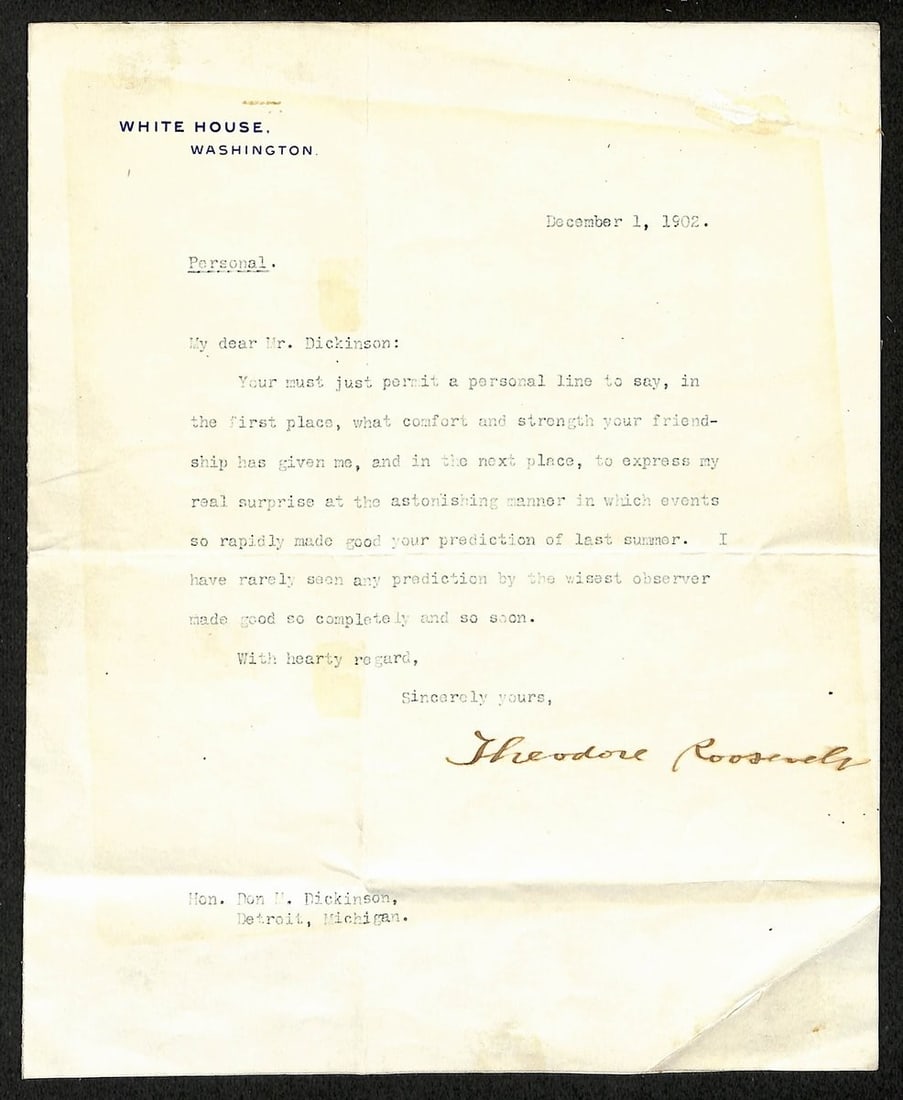 WHITE HOUSE,
WASHINGTON.
December 1, 1902.
Personal.
My dear Mr. Dickinson:
Your must just permit a personal line to say, in
the first place, what comfort and strength your friend-
ship has given me, and in the next place, to express my
real surprise at the astonishing manner in which events
so rapidly made good your prediction of last summer. I
have rarely seen any prediction by the wisest observer
made good so completely and so soon.
With hearty regard,
Sincerely yours,
Theodore Roosevelt
Hon. Don M. Dickinson,
Detroit, Michigan.